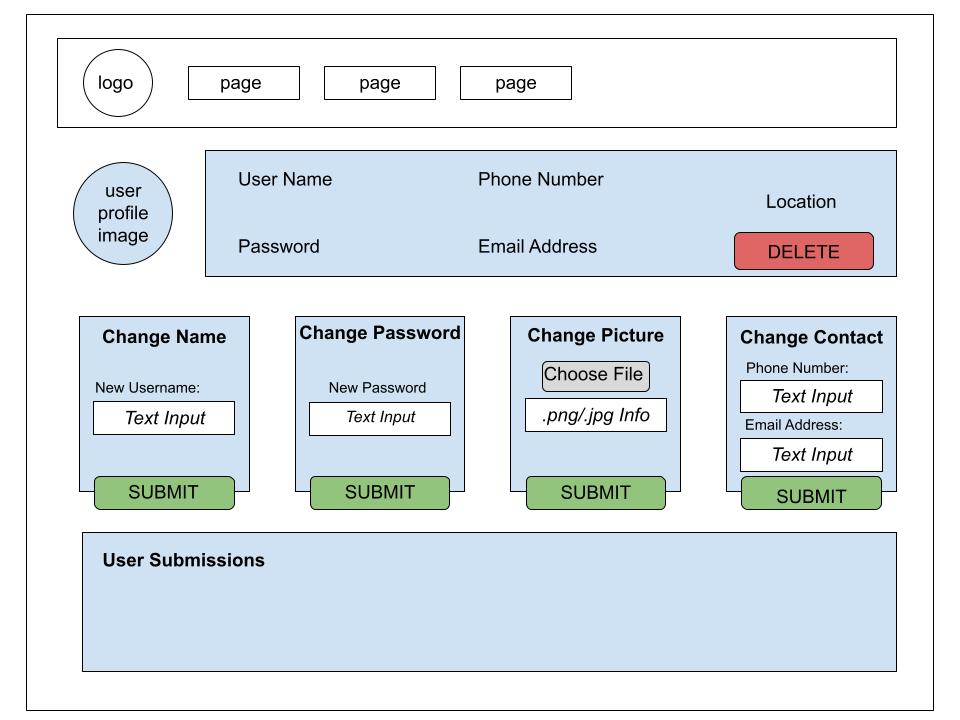 logo
page
page
page
user
profile
image
User Name
Phone Number
Location
Password
Email Address
DELETE
Change Name
New Username:
Text Input
SUBMIT
Change Password
New Password
Text Input
SUBMIT
Change Picture
Choose File
.png/.jpg Info
SUBMIT
Change Contact
Phone Number:
Text Input
Email Address:
Text Input
SUBMIT
User Submissions